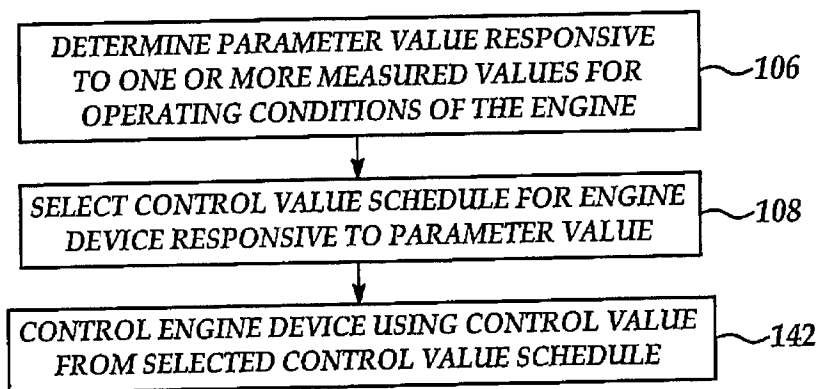 DETERMINE PARAMETER VALUE RESPONSIVE
TO ONE OR MORE MEASURED VALUES FOR
OPERATING CONDITIONS OF THE ENGINE
106
SELECT CONTROL VALUE SCHEDULE FOR ENGINE
DEVICE RESPONSIVE TO PARAMETER VALUE
108
CONTROL ENGINE DEVICE USING CONTROL VALUE
FROM SELECTED CONTROL VALUE SCHEDULE
142